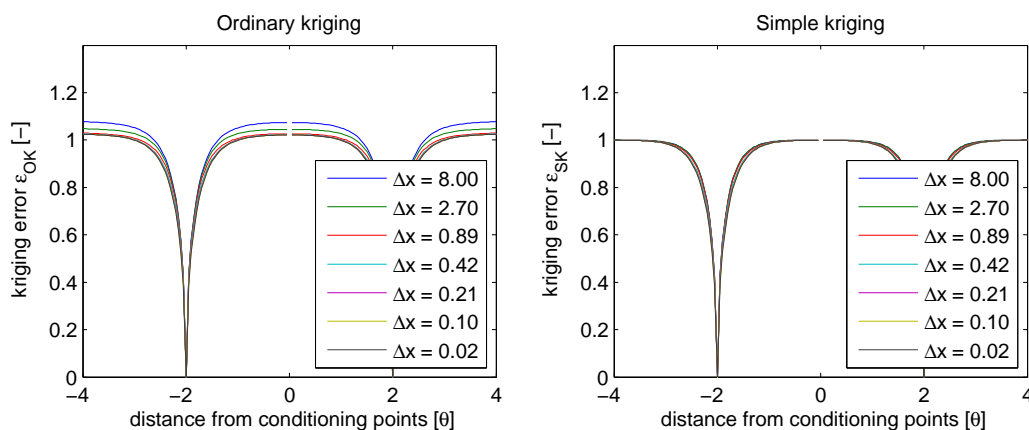 Ordinary kriging
kriging error ε_OK [−]
1.2
1
0.8
0.6
0.4
0.2
0
−4
−2
0
2
4
distance from conditioning points [θ]
Δx = 8.00
Δx = 2.70
Δx = 0.89
Δx = 0.42
Δx = 0.21
Δx = 0.10
Δx = 0.02
Simple kriging
kriging error ε_SK [−]
1.2
1
0.8
0.6
0.4
0.2
0
−4
−2
0
2
4
distance from conditioning points [θ]
Δx = 8.00
Δx = 2.70
Δx = 0.89
Δx = 0.42
Δx = 0.21
Δx = 0.10
Δx = 0.02